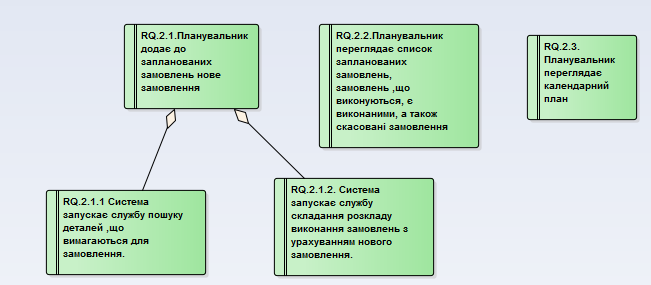 RQ.2.1.Планувальник
додає до
запланованих
замовлень нове
замовлення
RQ.2.2.Планувальник
переглядає список
запланованих
замовлень,
замовлень ,що
виконуються, є
виконаними, а також
скасовані замовлення
RQ.2.3.
Планувальник
переглядає
календарний
план
RQ.2.1.1 Система
запускає службу пошуку
деталей ,що
вимагаються для
замовлення.
RQ.2.1.2. Система
запускає службу
складання розкладу
виконання замовлень з
урахуванням нового
замовлення.